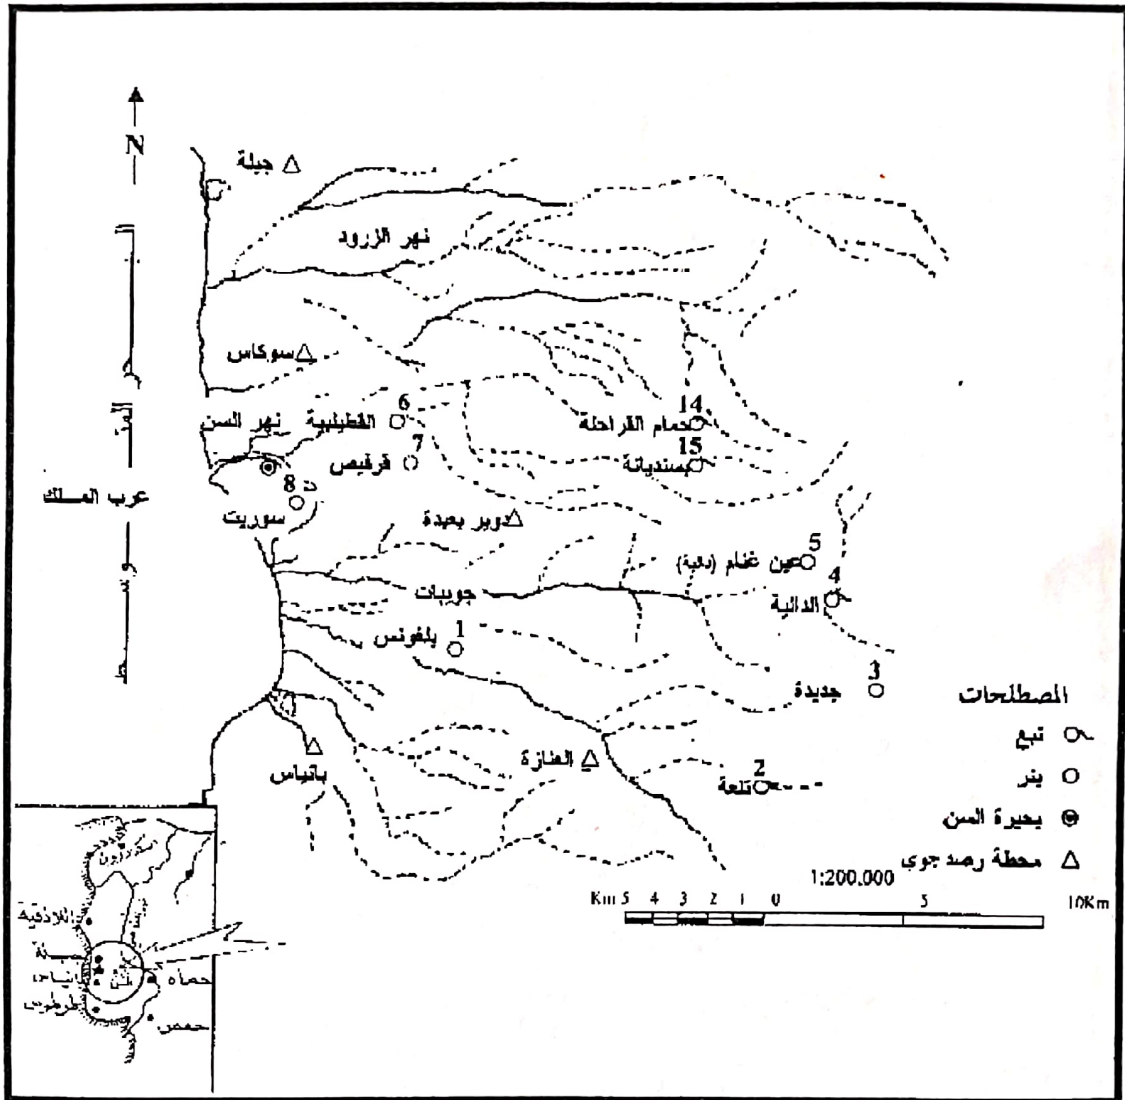 N
جبلة
نهر الزرود
سوكاس
نهر السن
القطيلبية
6
قرفيص
7
حمام القراحلة
14
بسنديانة
15
عرب الملك
8
سوريت
دوير بعبدة
عين غنام (دالية)
5
الدالية
4
جوبيات
بلغونس
1
جديدة
3
العنازة
تلعة
2
بانياس
المصطلحات
نبع
بئر
بحيرة السن
محطة رصد جوي
1:200.000
Km 5 4 3 2 1 0 5 10Km
اللاذقية
جبلة
بانياس
حماه
طرطوس
حمص